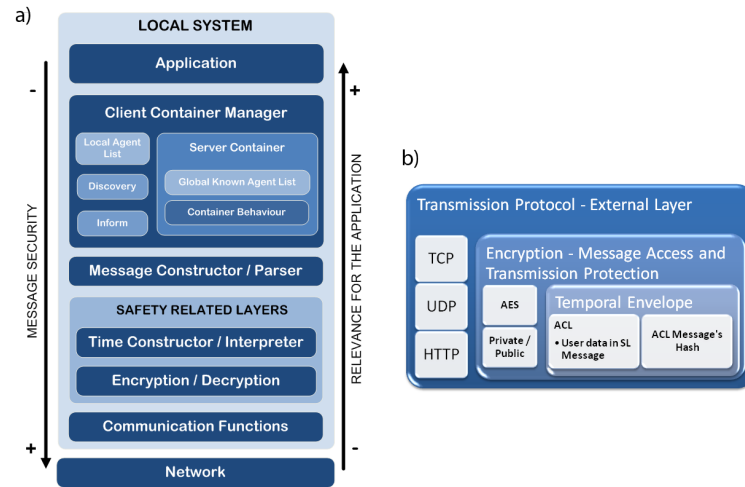 a)
LOCAL SYSTEM
Application
-
+
Client Container Manager
Local Agent
List
Discovery
Inform
Server Container
Global Known Agent List
Container Behaviour
Message Constructor / Parser
SAFETY RELATED LAYERS
Time Constructor / Interpreter
Encryption / Decryption
Communication Functions
+
-
Network
MESSAGE SECURITY
RELEVANCE FOR THE APPLICATION
b)
Transmission Protocol - External Layer
TCP
UDP
HTTP
Encryption - Message Access and
Transmission Protection
AES
Private /
Public
Temporal Envelope
ACL
• User data in SL
Message
ACL Message's
Hash